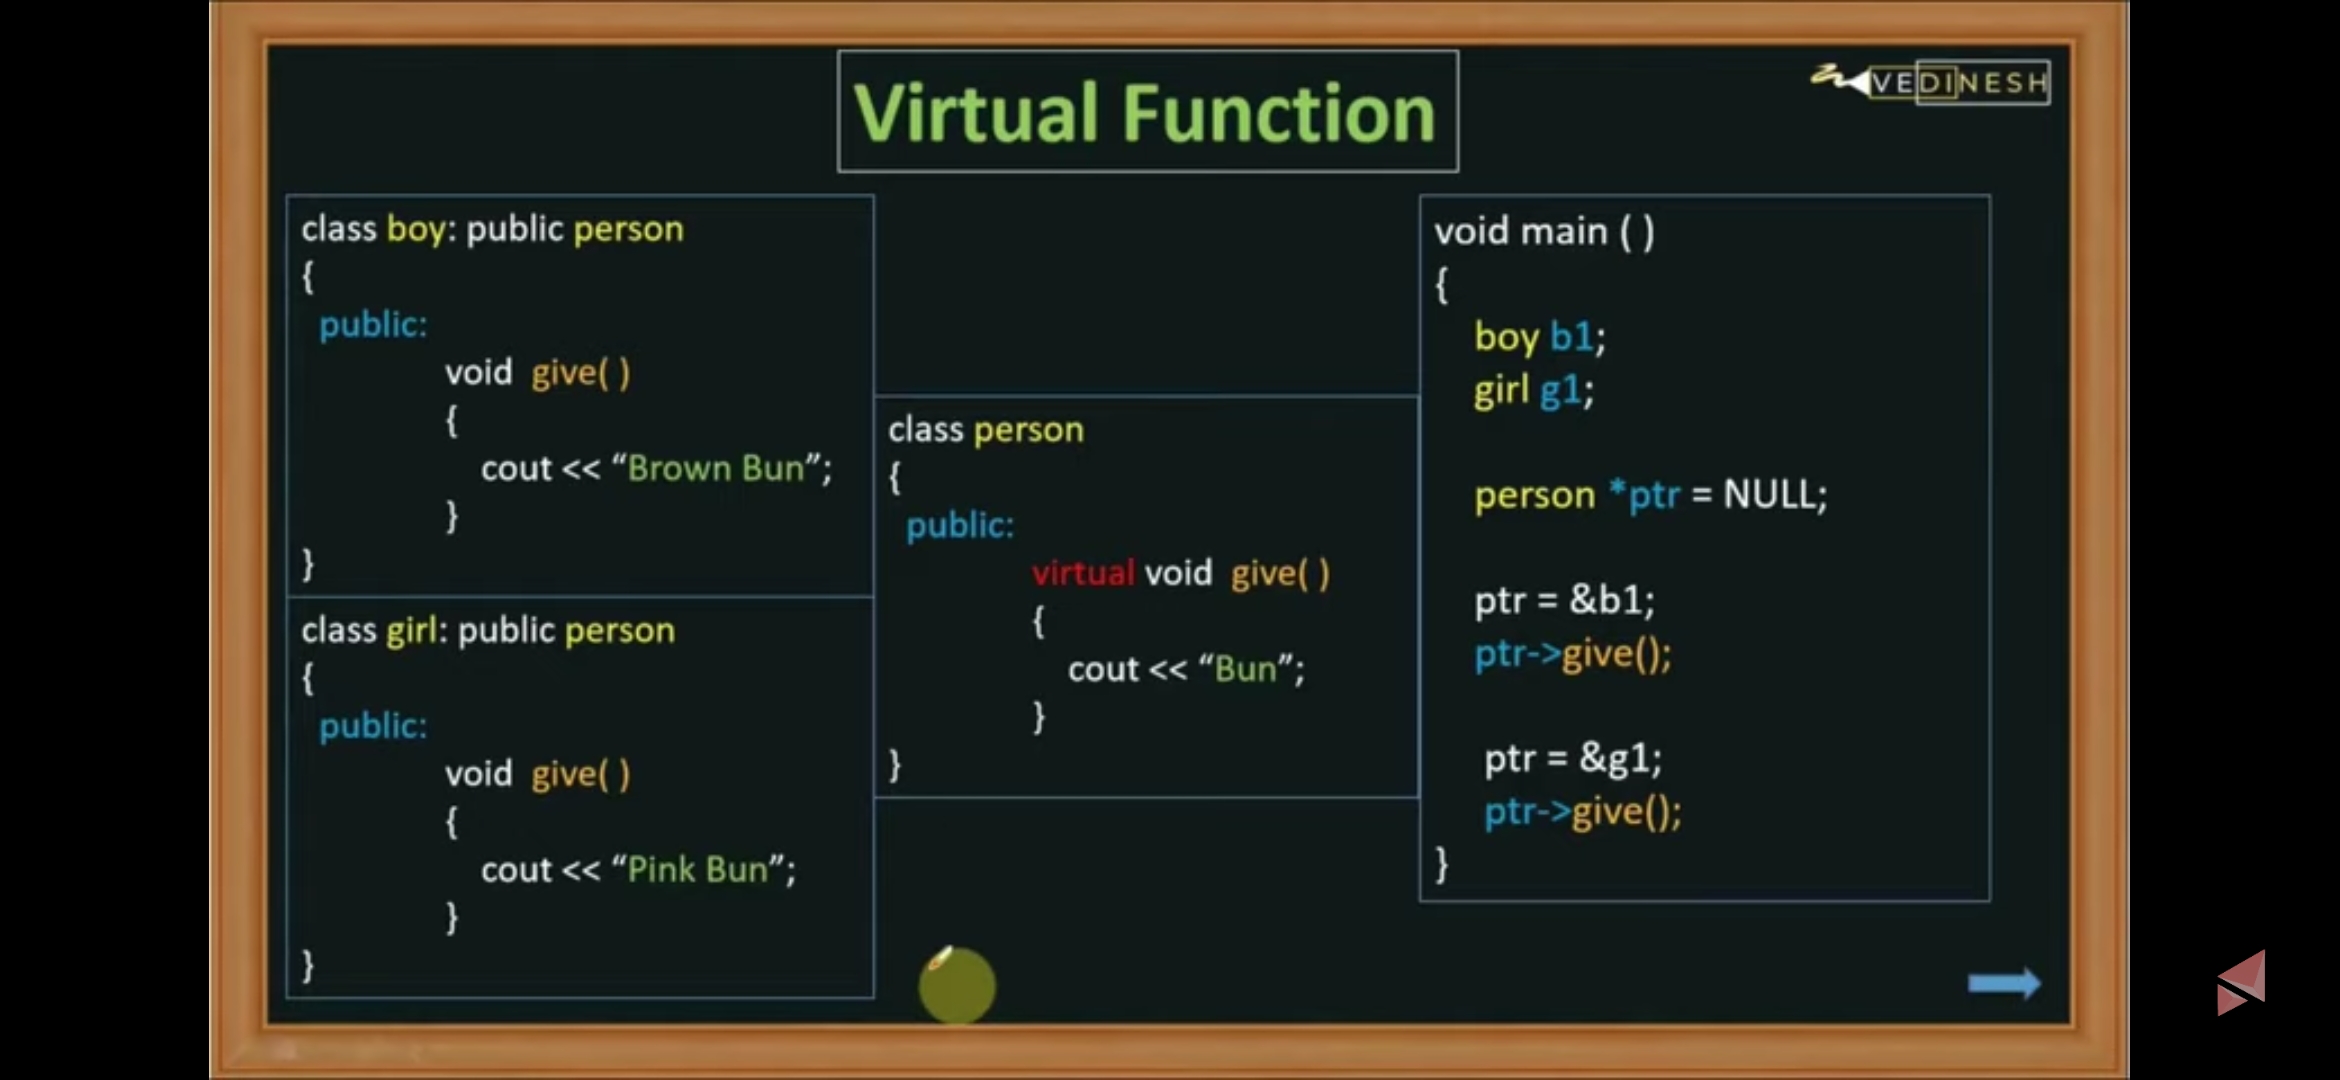 Virtual Function
VEDINESH
class boy: public person
{
public:
void give( )
{
cout << “Brown Bun”;
}
}
class girl: public person
{
public:
void give( )
{
cout << “Pink Bun”;
}
}
class person
{
public:
virtual void give( )
{
cout << “Bun”;
}
}
void main ( )
{
boy b1;
girl g1;
person *ptr = NULL;
ptr = &b1;
ptr->give();
ptr = &g1;
ptr->give();
}